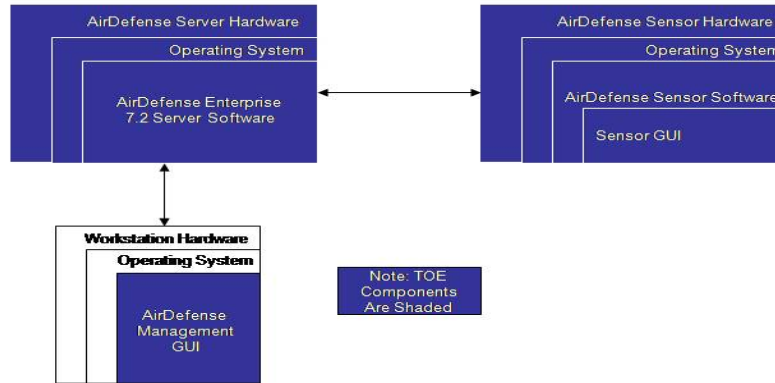 AirDefense Server Hardware
Operating System
AirDefense Enterprise
7.2 Server Software
AirDefense Sensor Hardware
Operating System
AirDefense Sensor Software
Sensor GUI
Workstation Hardware
Operating System
AirDefense
Management
GUI
Note: TOE
Components
Are Shaded